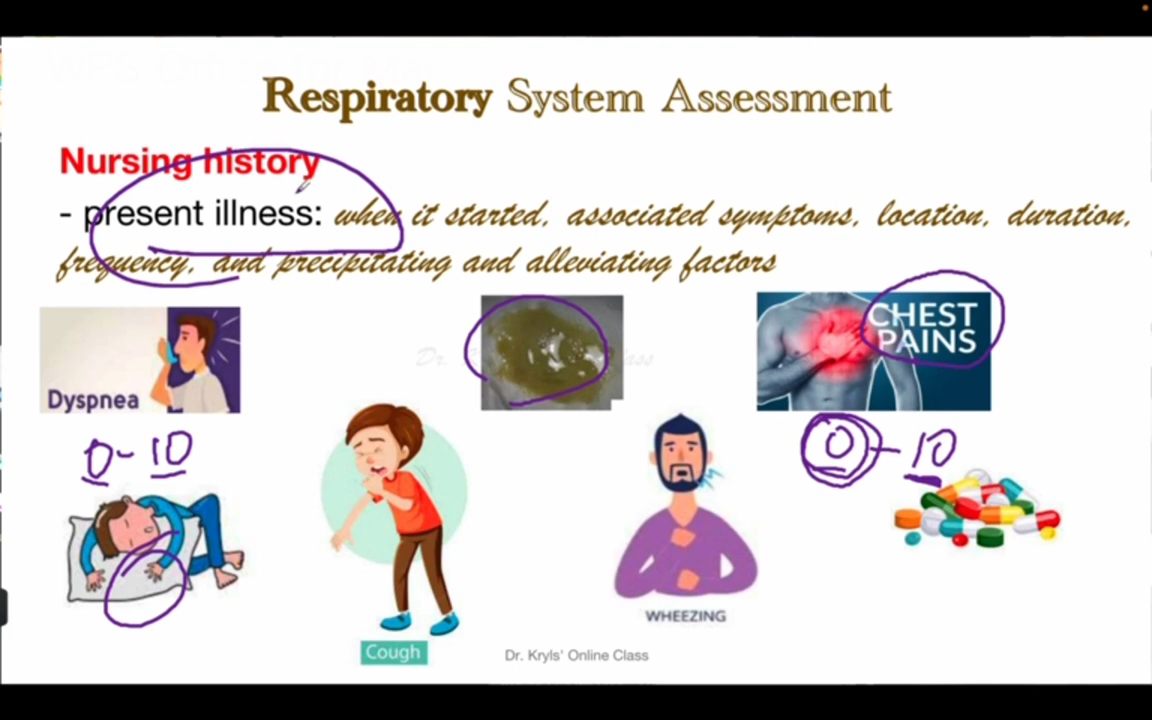 Respiratory System Assessment
Nursing history
- present illness: when it started, associated symptoms, location, duration,
frequency, and precipitating and alleviating factors
CHEST
PAINS
Dyspnea
0-10
0-10
WHEEZING
Cough
Dr. Kryls' Online Class